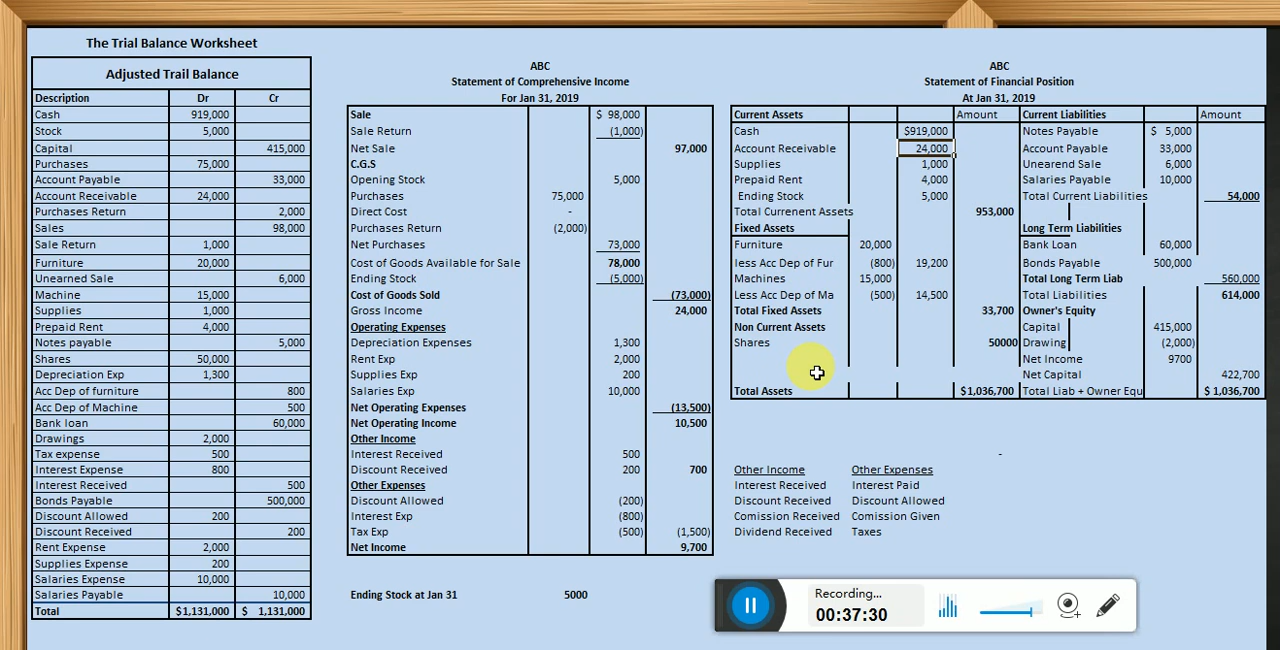 The Trial Balance Worksheet
Adjusted Trail Balance
Description Dr Cr
Cash 919,000
Stock 5,000
Capital 415,000
Purchases 75,000
Account Payable 33,000
Account Receivable 24,000
Purchases Return 2,000
Sales 98,000
Sale Return 1,000
Furniture 20,000
Unearned Sale 6,000
Machine 15,000
Supplies 1,000
Prepaid Rent 4,000
Notes payable 5,000
Shares 50,000
Depreciation Exp 1,300
Acc Dep of furniture 800
Acc Dep of Machine 500
Bank loan 60,000
Drawings 2,000
Tax expense 500
Interest Expense 800
Interest Received 500
Bonds Payable 500,000
Discount Allowed 200
Discount Received 200
Rent Expense 2,000
Supplies Expense 200
Salaries Expense 10,000
Salaries Payable 10,000
Total $1,131,000 $ 1,131,000
ABC
Statement of Comprehensive Income
For Jan 31, 2019
Sale $ 98,000
Sale Return (1,000)
Net Sale 97,000
C.G.S
Opening Stock 5,000
Purchases 75,000
Direct Cost -
Purchases Return (2,000)
Net Purchases 73,000
Cost of Goods Available for Sale 78,000
Ending Stock (5,000)
Cost of Goods Sold (73,000)
Gross Income 24,000
Operating Expenses
Depreciation Expenses 1,300
Rent Exp 2,000
Supplies Exp 200
Salaries Exp 10,000
Net Operating Expenses (13,500)
Net Operating Income 10,500
Other Income
Interest Received 500
Discount Received 200 700
Other Expenses
Discount Allowed (200)
Interest Exp (800)
Tax Exp (500) (1,500)
Net Income 9,700
Ending Stock at Jan 31 5000
ABC
Statement of Financial Position
At Jan 31, 2019
Current Assets Amount Current Liabilities Amount
Cash $919,000 Notes Payable $ 5,000
Account Receivable 24,000 Account Payable 33,000
Supplies 1,000 Unearend Sale 6,000
Prepaid Rent 4,000 Salaries Payable 10,000
Ending Stock 5,000 Total Current Liabilities 54,000
Total Currenent Assets 953,000
Fixed Assets Long Term Liabilities
Furniture 20,000 Bank Loan 60,000
less Acc Dep of Fur (800) 19,200 Bonds Payable 500,000
Machines 15,000 Total Long Term Liab 560,000
Less Acc Dep of Ma (500) 14,500 Total Liabilities 614,000
Total Fixed Assets 33,700 Owner's Equity
Non Current Assets Capital 415,000
Shares 50000 Drawing (2,000)
Net Income 9700
Net Capital 422,700
Total Assets $1,036,700 Total Liab + Owner Equ $ 1,036,700
-
Other Income Other Expenses
Interest Received Interest Paid
Discount Received Discount Allowed
Comission Received Comission Given
Dividend Received Taxes
Recording...
00:37:30